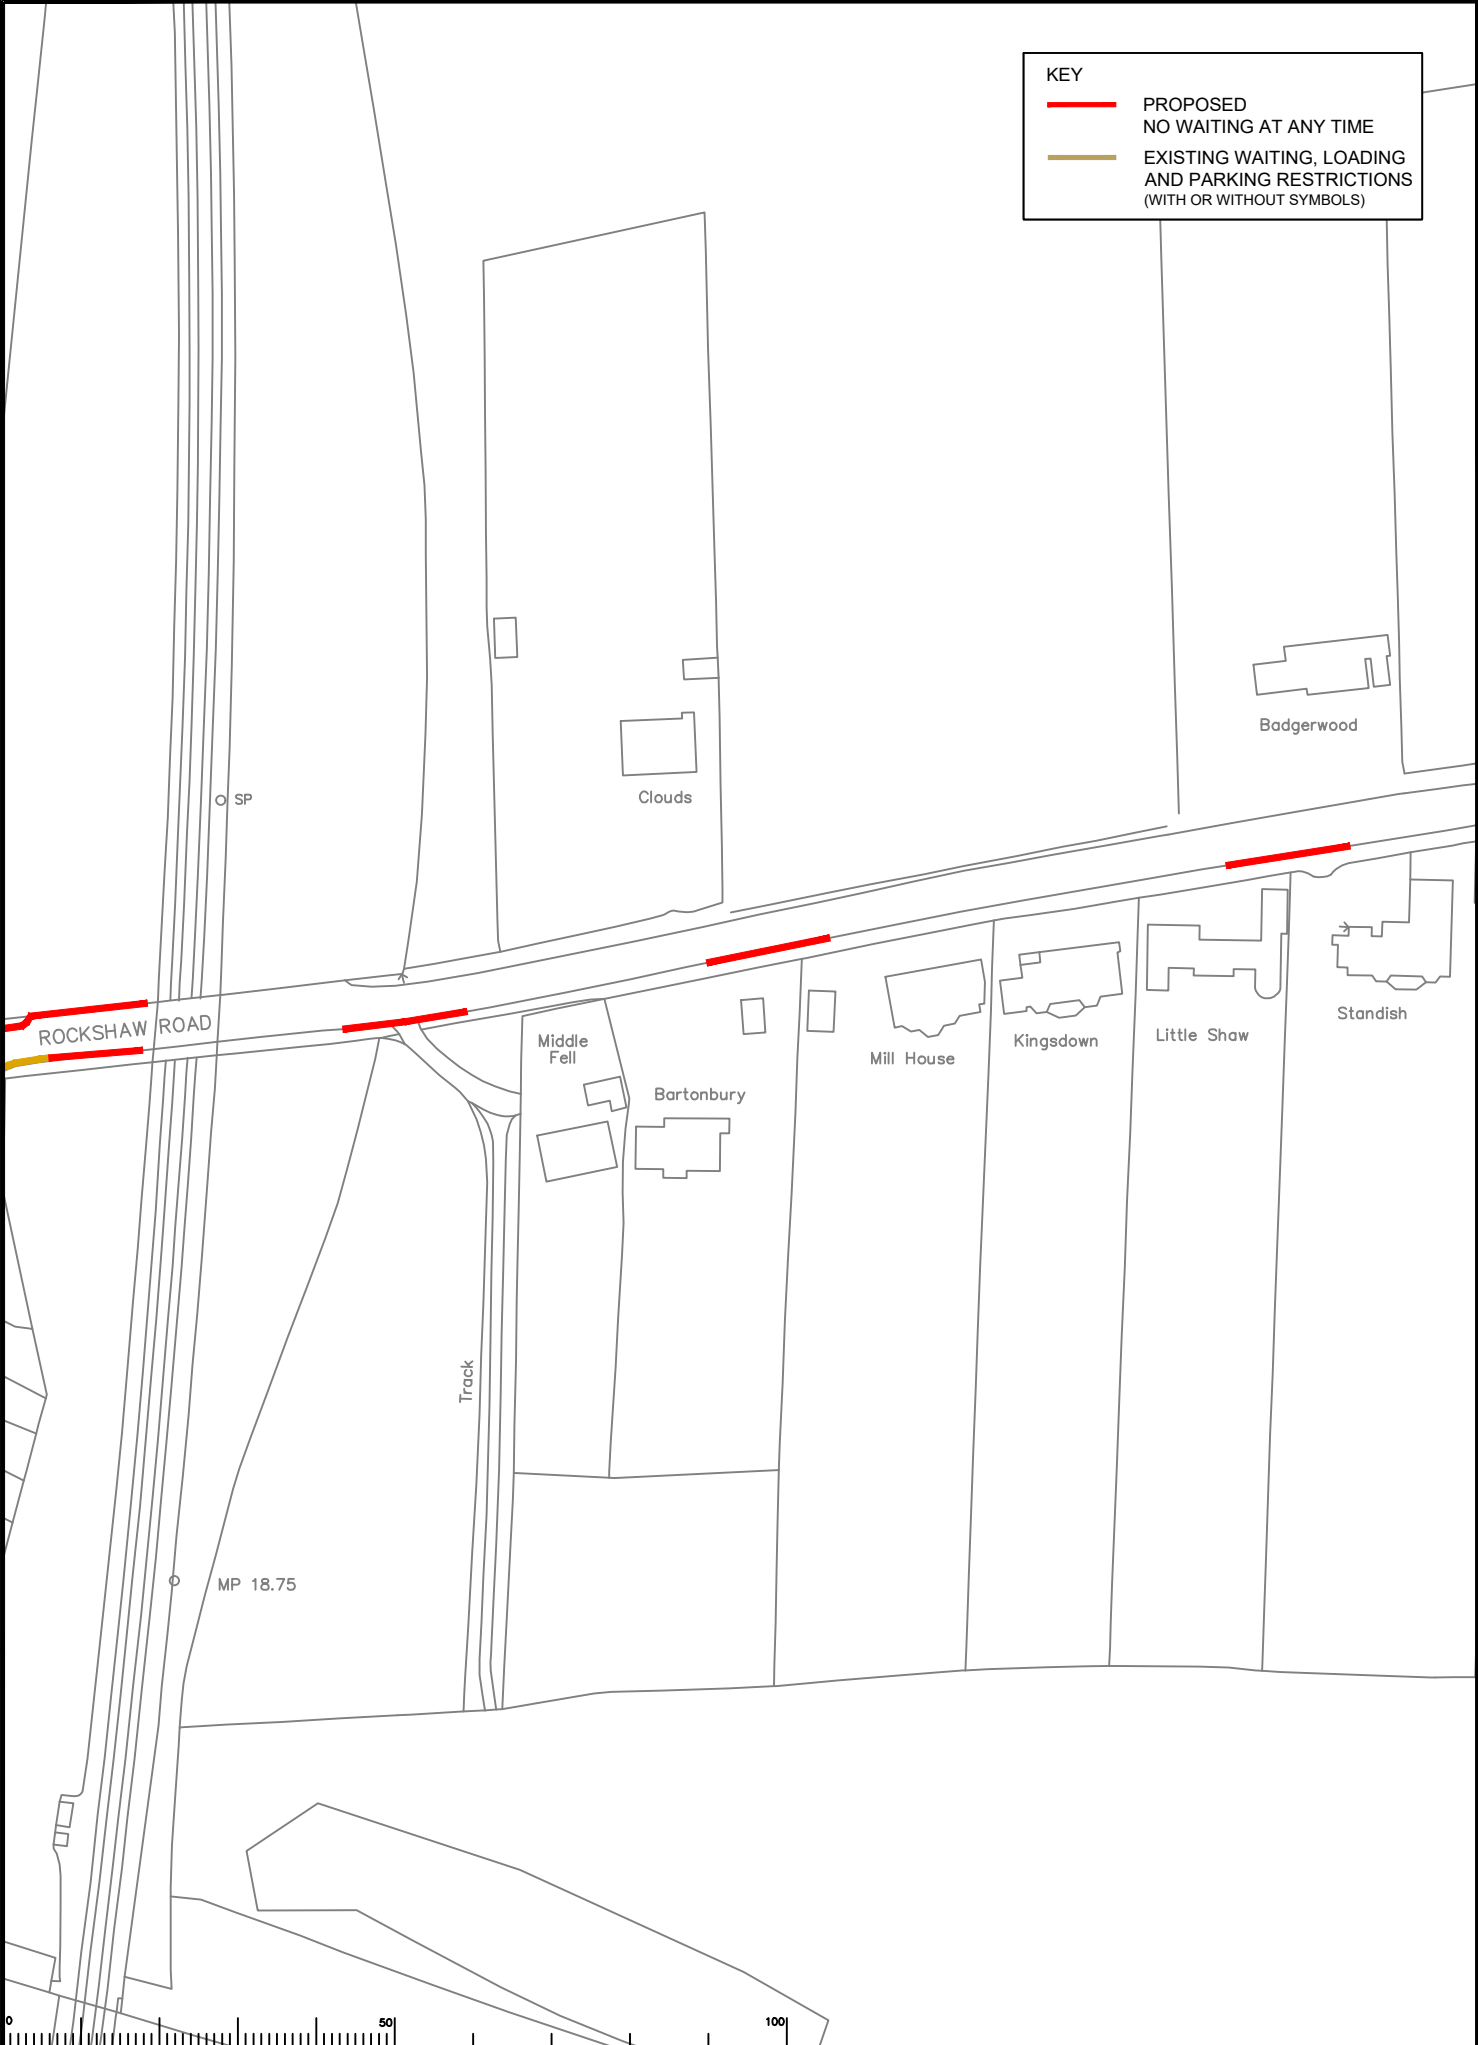 KEY
PROPOSED
NO WAITING AT ANY TIME
EXISTING WAITING, LOADING
AND PARKING RESTRICTIONS
(WITH OR WITHOUT SYMBOLS)
Badgerwood
SP
Clouds
ROCKSHAW ROAD
Middle
Fell
Bartonbury
Mill House
Kingsdown
Little Shaw
Standish
Track
MP 18.75
0
50
100